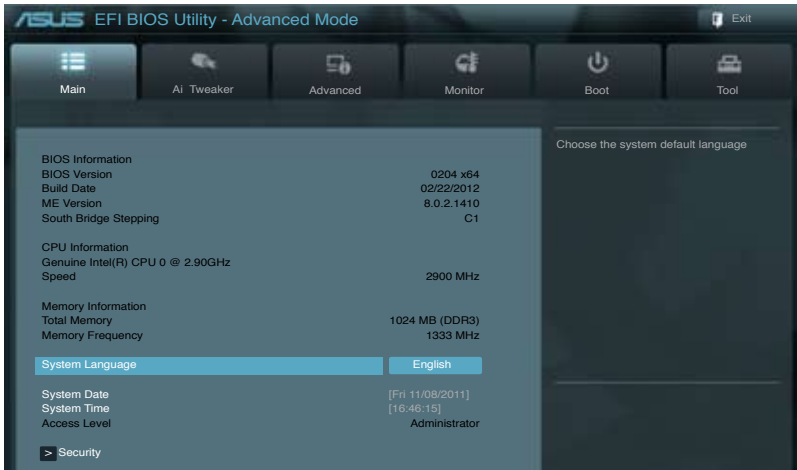 ASUS EFI BIOS Utility - Advanced Mode Exit
Main Ai Tweaker Advanced Monitor Boot Tool
Choose the system default language
BIOS Information
BIOS Version 0204 x64
Build Date 02/22/2012
ME Version 8.0.2.1410
South Bridge Stepping C1
CPU Information
Genuine Intel(R) CPU 0 @ 2.90GHz
Speed 2900 MHz
Memory Information
Total Memory 1024 MB (DDR3)
Memory Frequency 1333 MHz
System Language English
System Date [Fri 11/08/2011]
System Time [16:46:15]
Access Level Administrator
> Security